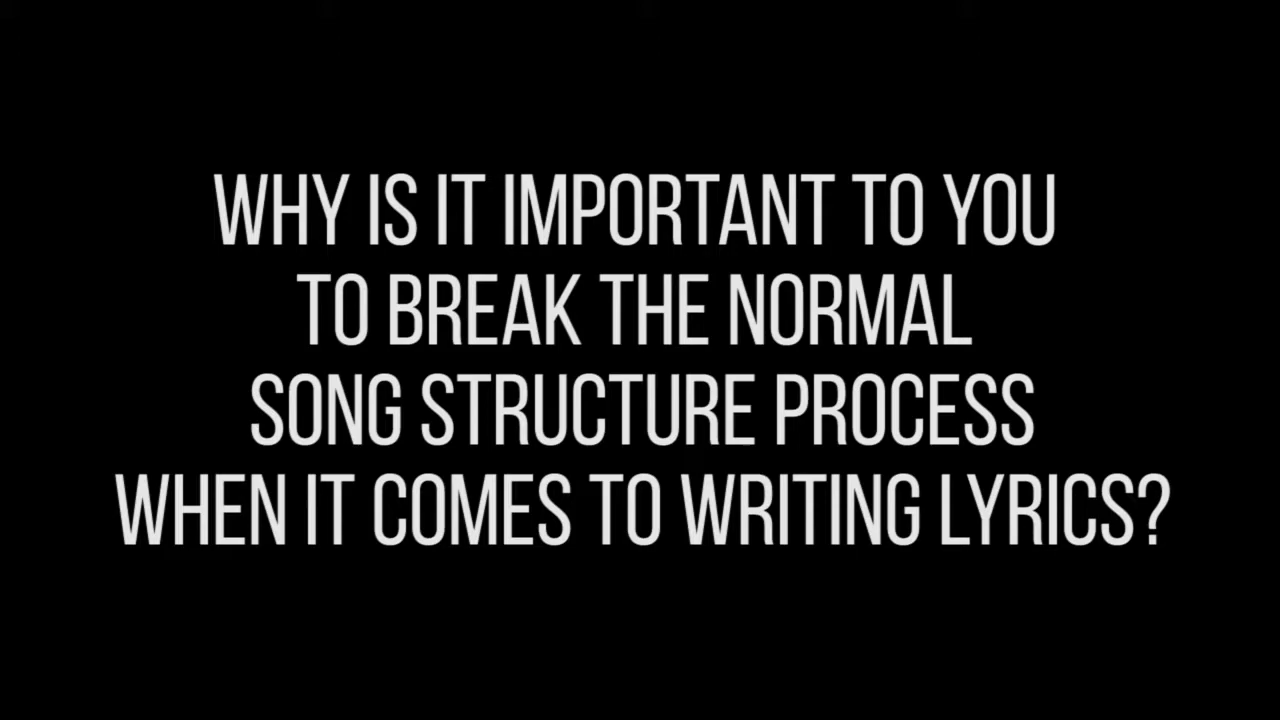 WHY IS IT IMPORTANT TO YOU
TO BREAK THE NORMAL
SONG STRUCTURE PROCESS
WHEN IT COMES TO WRITING LYRICS?